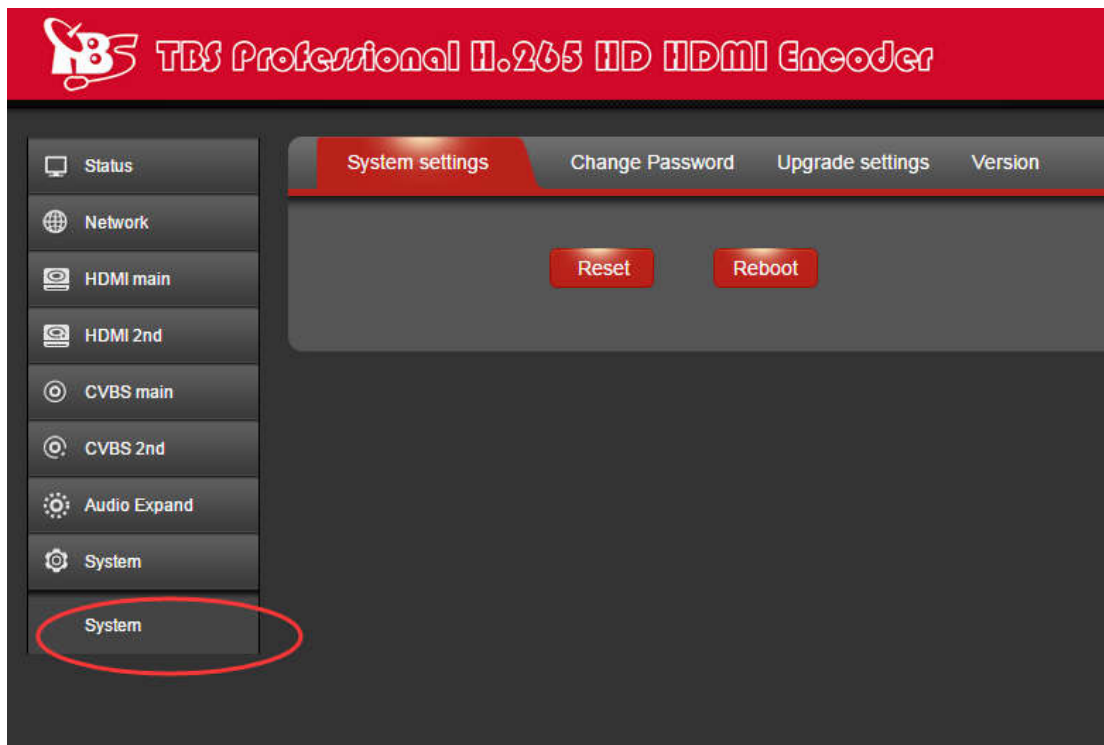 TBS TBS Professional H.265 HD HDMI Encoder
Status
Network
HDMI main
HDMI 2nd
CVBS main
CVBS 2nd
Audio Expand
System
System
System settings Change Password Upgrade settings Version
Reset Reboot